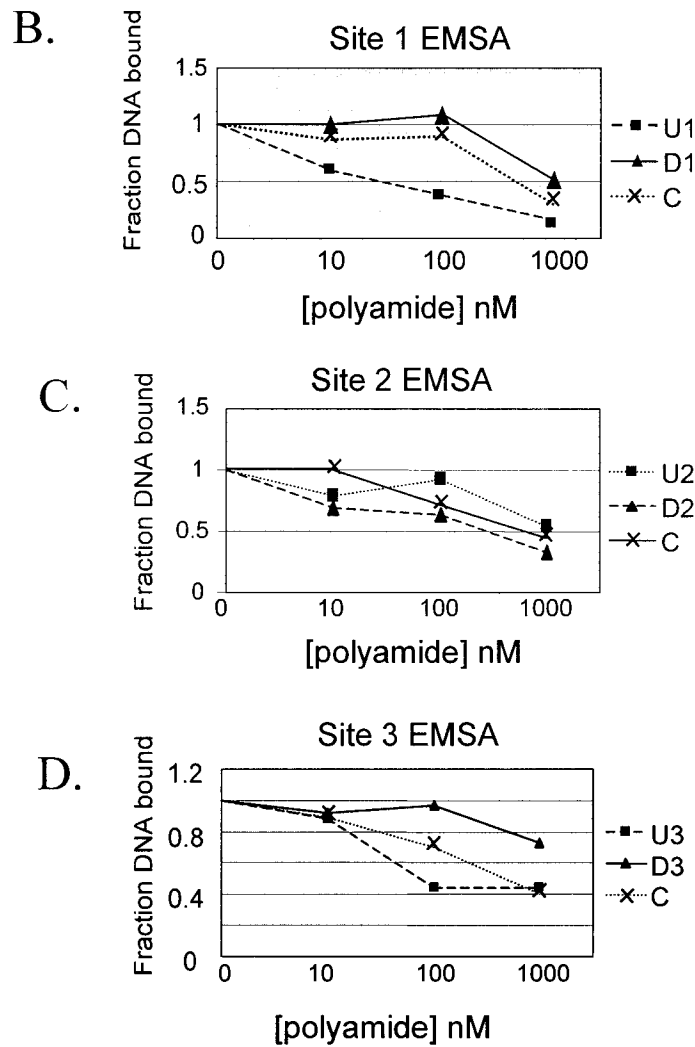 B.
Site 1 EMSA
Fraction DNA bound
1.5
1
0.5
0
0 10 100 1000
[polyamide] nM
U1
D1
C
C.
Site 2 EMSA
Fraction DNA bound
1.5
1
0.5
0
0 10 100 1000
[polyamide] nM
U2
D2
C
D.
Site 3 EMSA
Fraction DNA bound
1.2
0.8
0.4
0
0 10 100 1000
[polyamide] nM
U3
D3
C